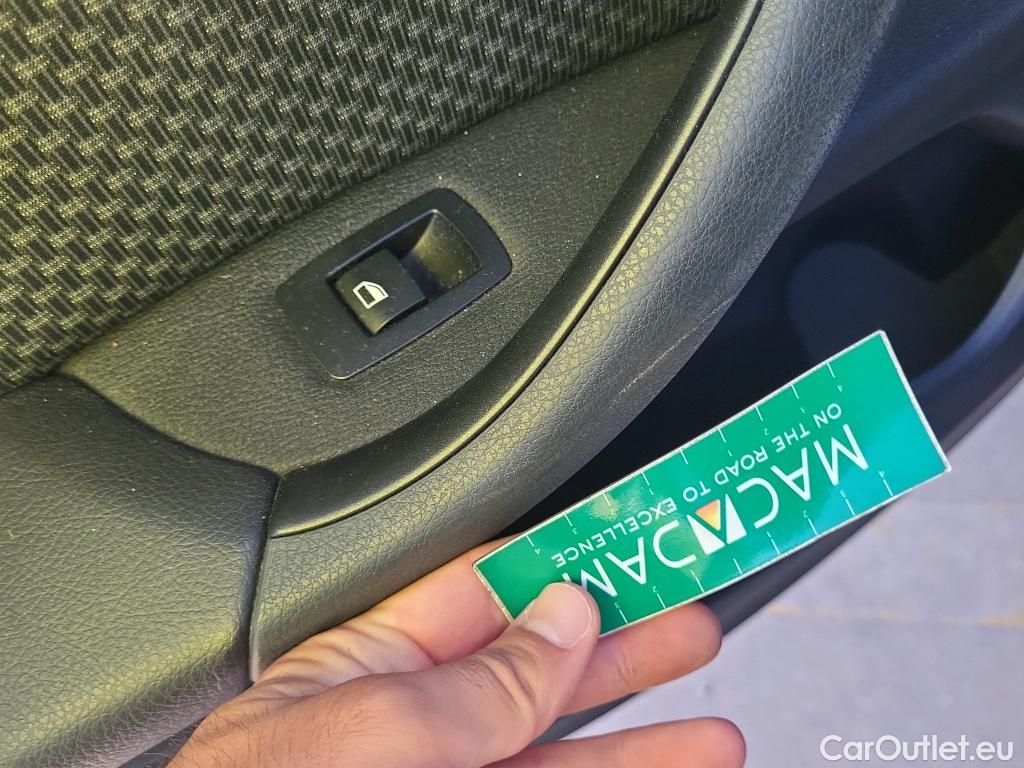 MACADAM
ON THE ROAD TO EXCELLENCE
CarOutlet.eu